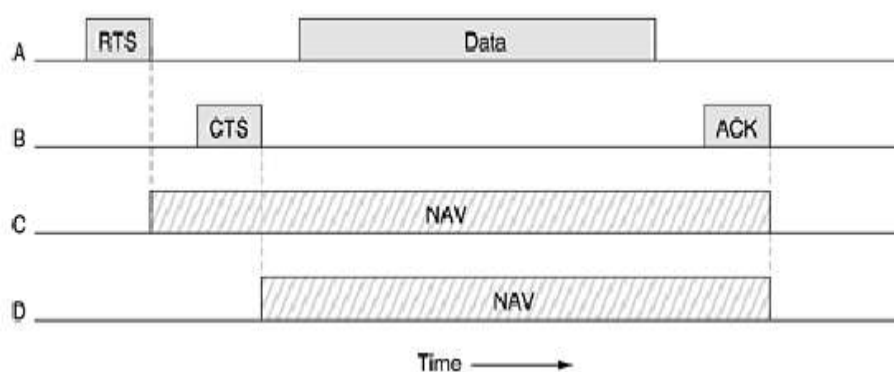 A RTS Data
B CTS ACK
C NAV
D NAV
Time